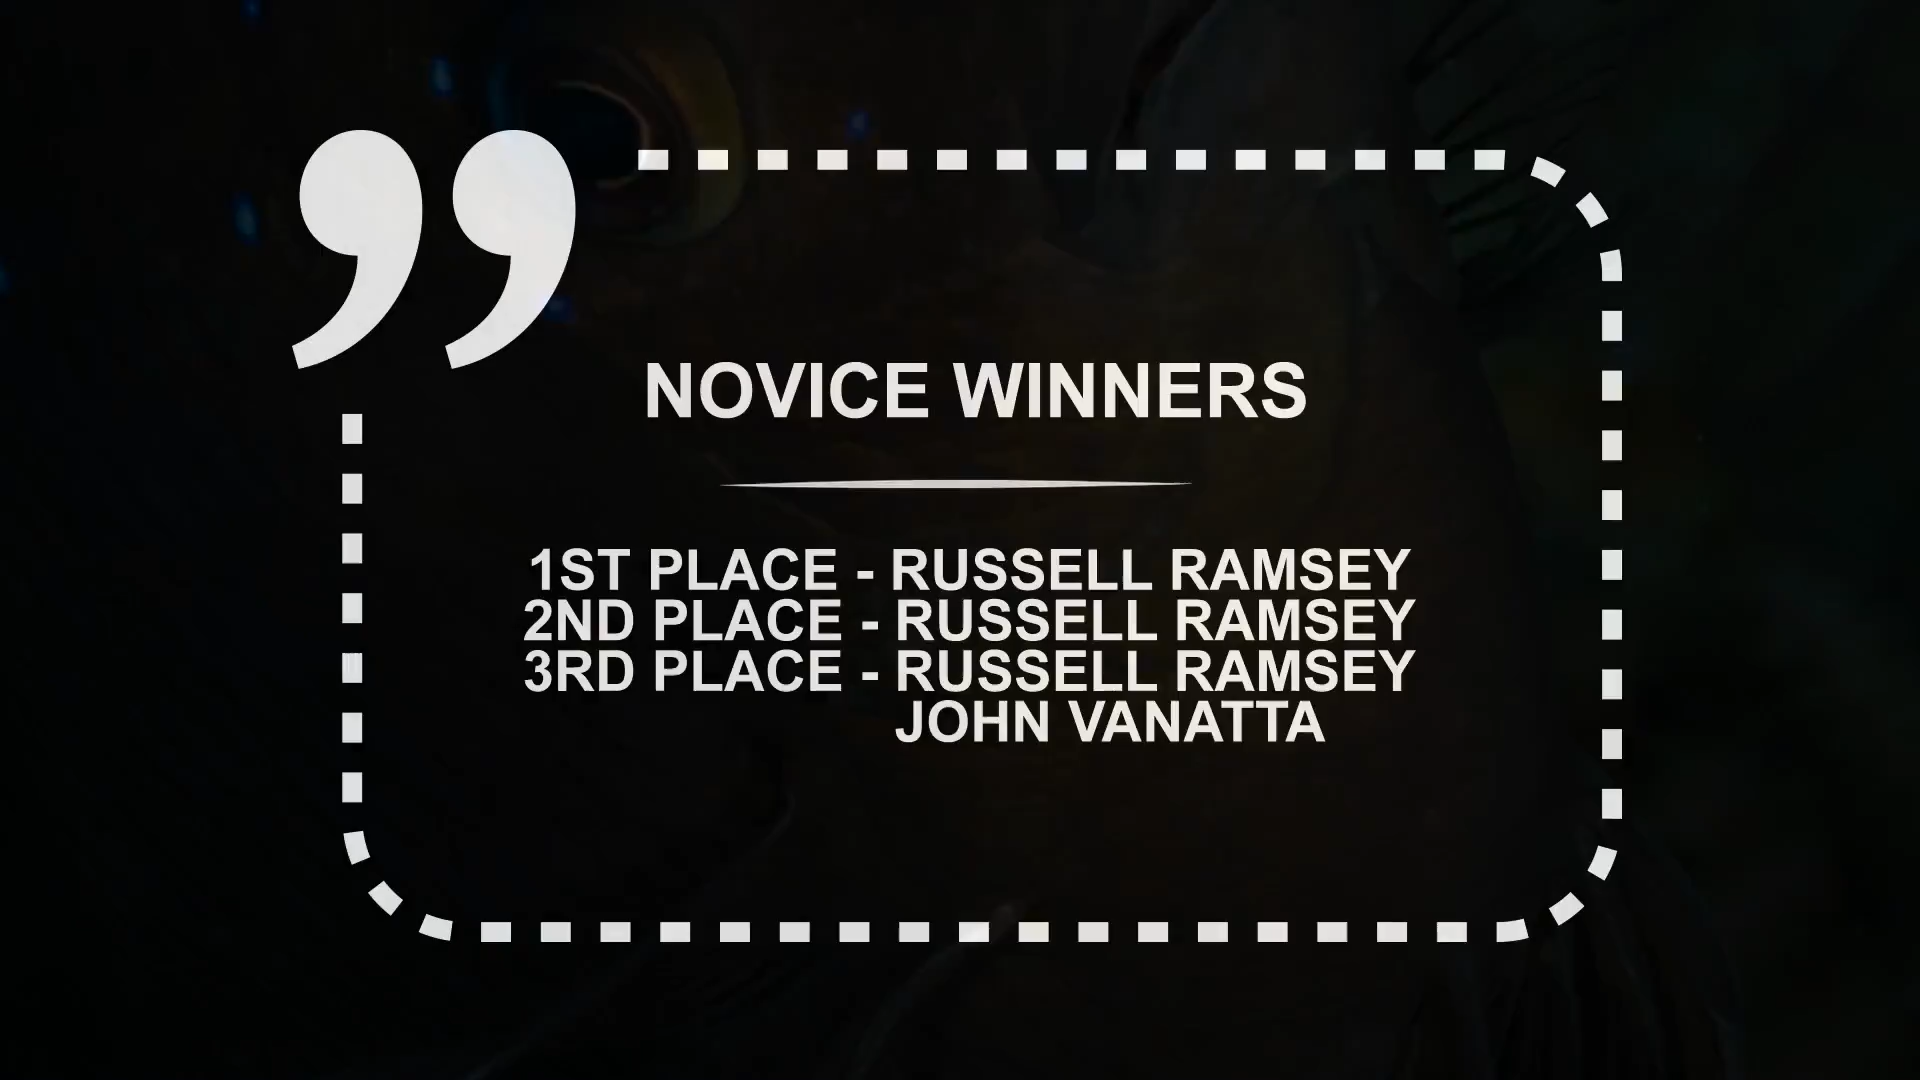 NOVICE WINNERS
1ST PLACE - RUSSELL RAMSEY
2ND PLACE - RUSSELL RAMSEY
3RD PLACE - RUSSELL RAMSEY
JOHN VANATTA